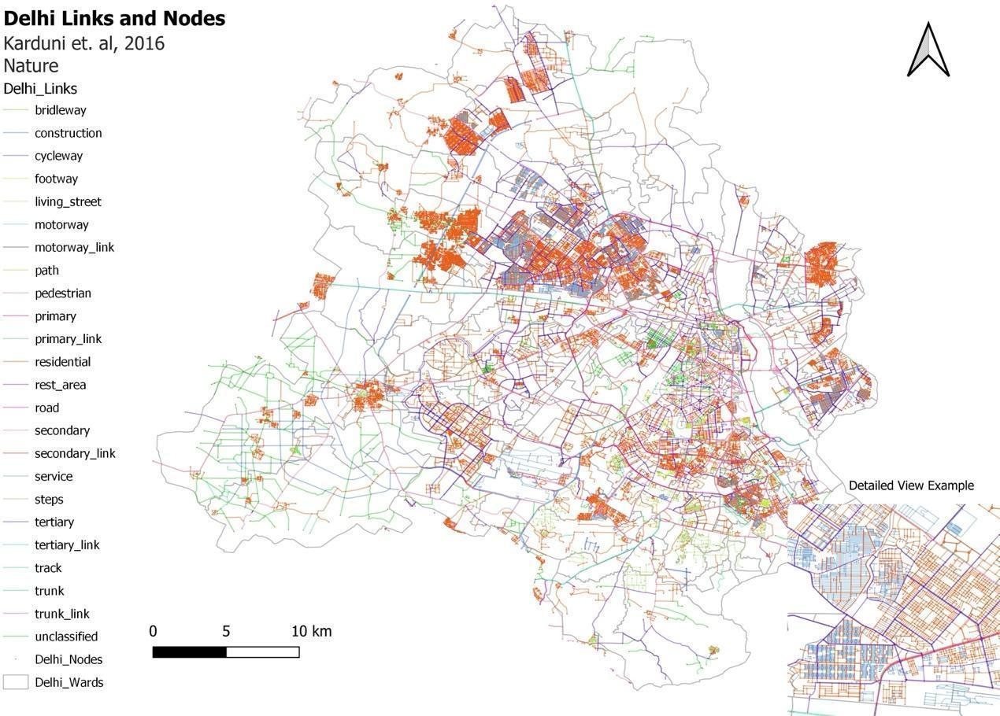 Delhi Links and Nodes
Karduni et. al, 2016
Nature
Delhi_Links
bridleway
construction
cycleway
footway
living_street
motorway
motorway_link
path
pedestrian
primary
primary_link
residential
rest_area
road
secondary
secondary_link
service
steps
tertiary
tertiary_link
track
trunk
trunk_link
unclassified
Delhi_Nodes
Delhi_Wards
0 5 10 km
Detailed View Example